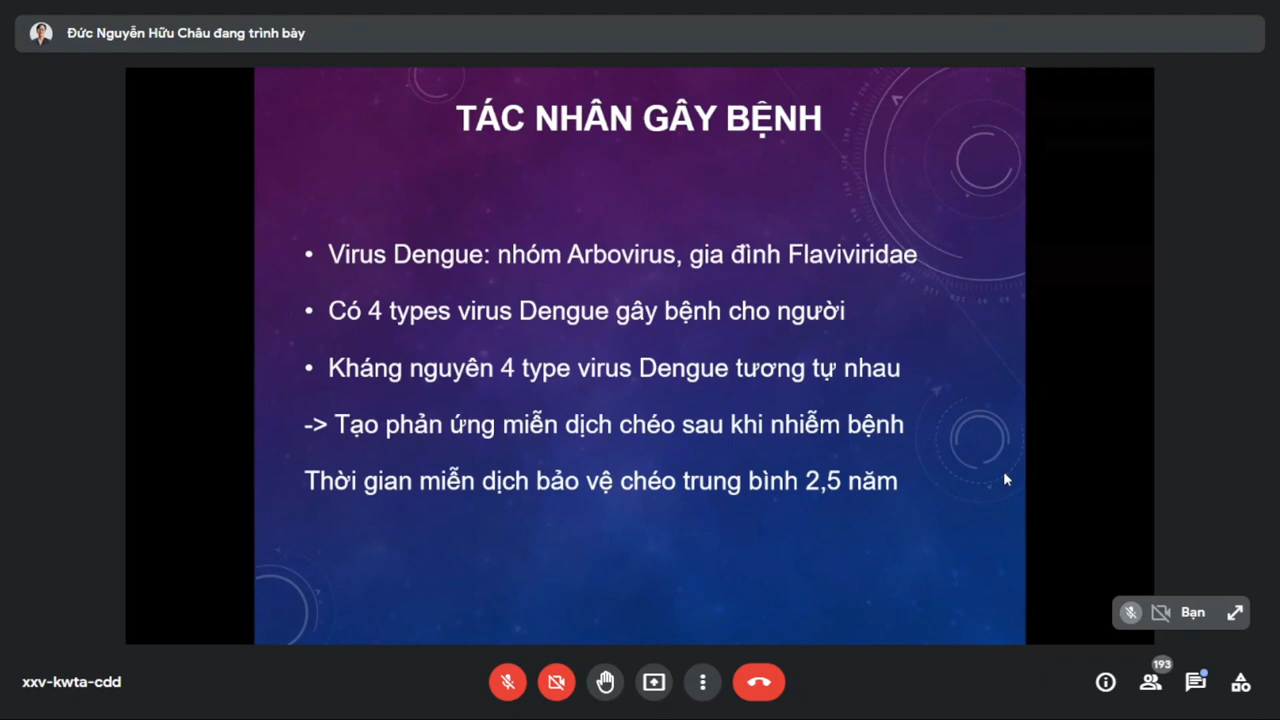 Đức Nguyễn Hữu Châu đang trình bày
TÁC NHÂN GÂY BỆNH
• Virus Dengue: nhóm Arbovirus, gia đình Flaviviridae
• Có 4 types virus Dengue gây bệnh cho người
• Kháng nguyên 4 type virus Dengue tương tự nhau
-> Tạo phản ứng miễn dịch chéo sau khi nhiễm bệnh
Thời gian miễn dịch bảo vệ chéo trung bình 2,5 năm
Bạn
xxv-kwta-cdd
193